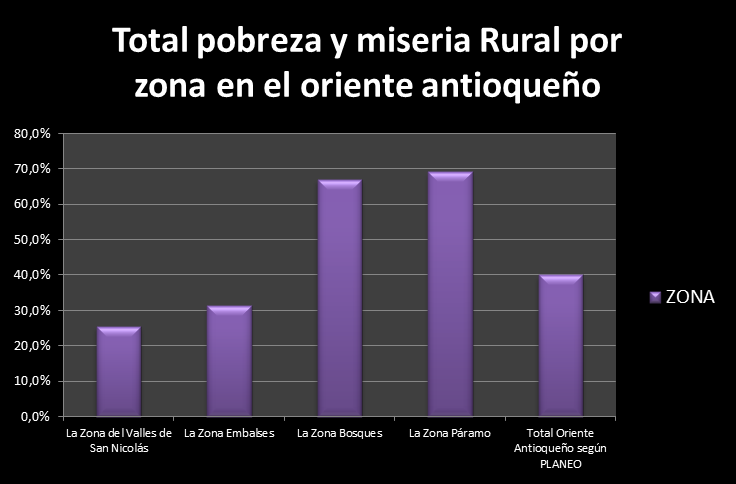 Total pobreza y miseria Rural por
zona en el oriente antioqueño
80,0%
70,0%
60,0%
50,0%
40,0%
30,0%
20,0%
10,0%
0,0%
La Zona del Valles de
San Nicolás
La Zona Embalses
La Zona Bosques
La Zona Páramo
Total Oriente
Antioqueño según
PLANEO
ZONA